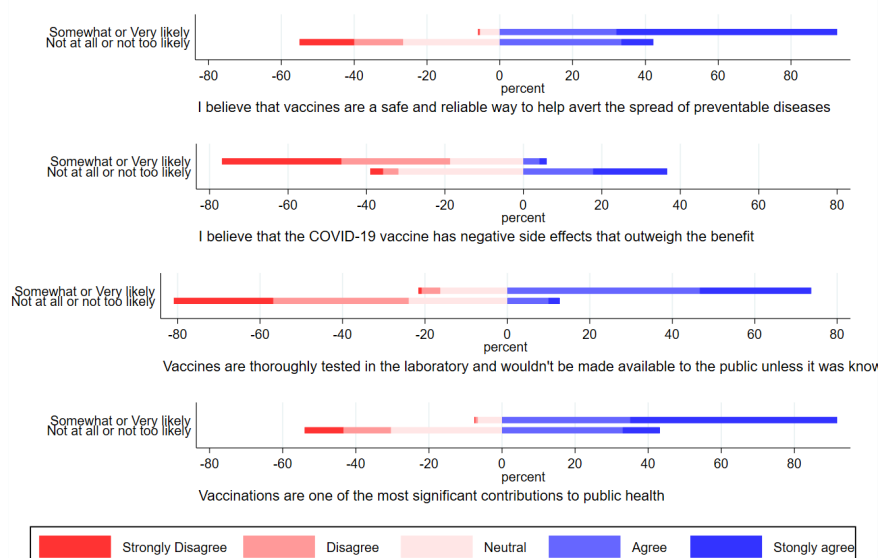 Somewhat or Very likely
Not at all or not too likely
-80 -60 -40 -20 0 20 40 60 80
percent
I believe that vaccines are a safe and reliable way to help avert the spread of preventable diseases
Somewhat or Very likely
Not at all or not too likely
-80 -60 -40 -20 0 20 40 60 80
percent
I believe that the COVID-19 vaccine has negative side effects that outweigh the benefit
Somewhat or Very likely
Not at all or not too likely
-80 -60 -40 -20 0 20 40 60 80
percent
Vaccines are thoroughly tested in the laboratory and wouldn't be made available to the public unless it was know
Somewhat or Very likely
Not at all or not too likely
-80 -60 -40 -20 0 20 40 60 80
percent
Vaccinations are one of the most significant contributions to public health
Strongly Disagree Disagree Neutral Agree Stongly agree